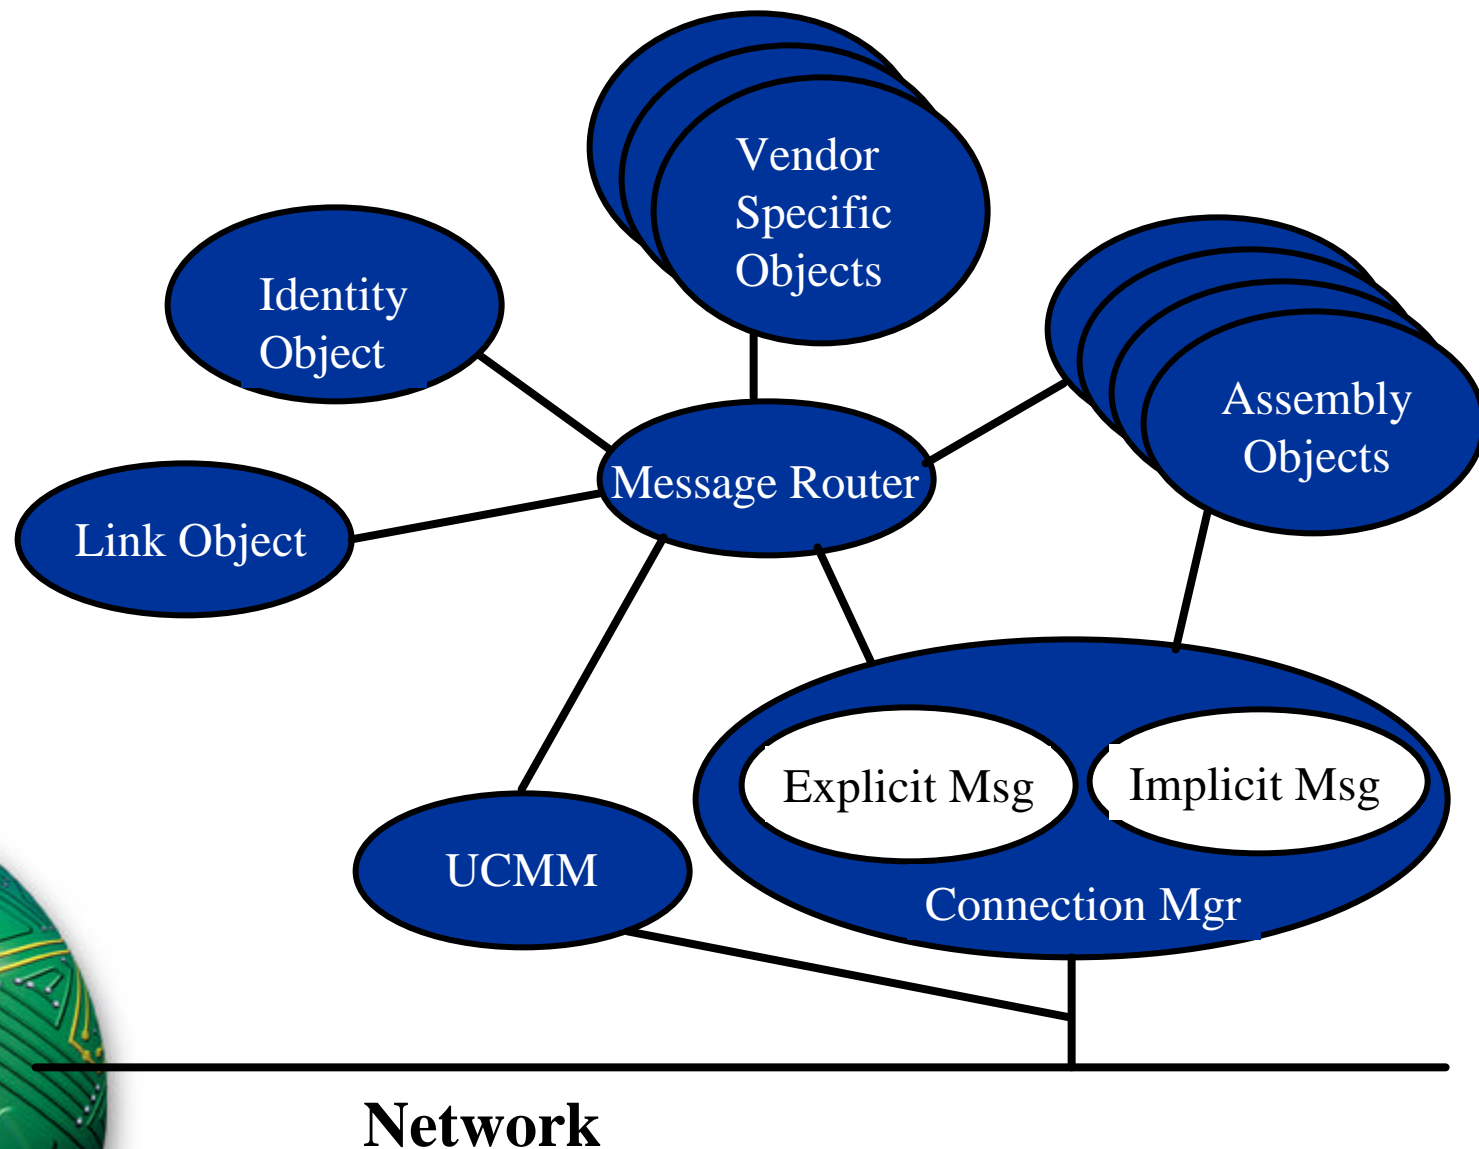 Vendor
Specific
Objects
Identity
Object
Assembly
Objects
Message Router
Link Object
Explicit Msg
Implicit Msg
UCMM
Connection Mgr
Network